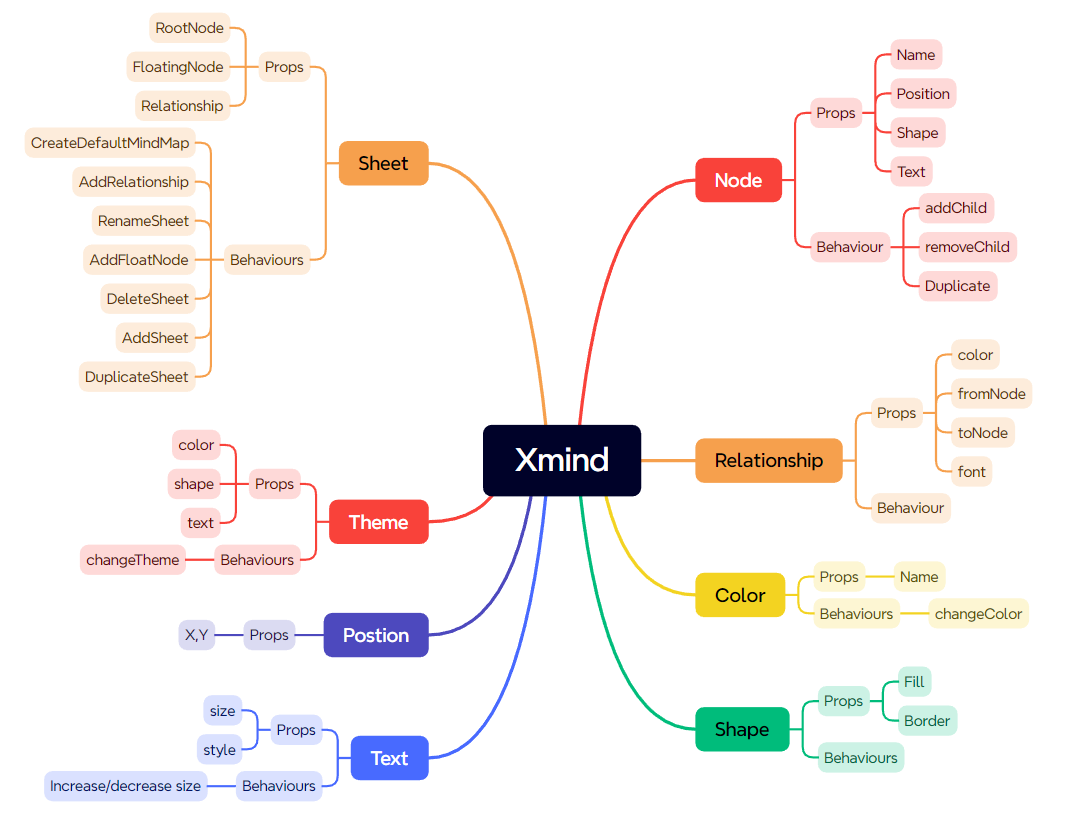 Xmind
Node
Props
Name
Position
Shape
Text
Behaviour
addChild
removeChild
Duplicate
Relationship
Props
color
fromNode
toNode
font
Behaviour
Color
Props
Name
Behaviours
changeColor
Shape
Props
Fill
Border
Behaviours
Sheet
Props
RootNode
FloatingNode
Relationship
Behaviours
CreateDefaultMindMap
AddRelationship
RenameSheet
AddFloatNode
DeleteSheet
AddSheet
DuplicateSheet
Theme
Props
color
shape
text
Behaviours
changeTheme
Postion
Props
X,Y
Text
Props
size
style
Behaviours
Increase/decrease size